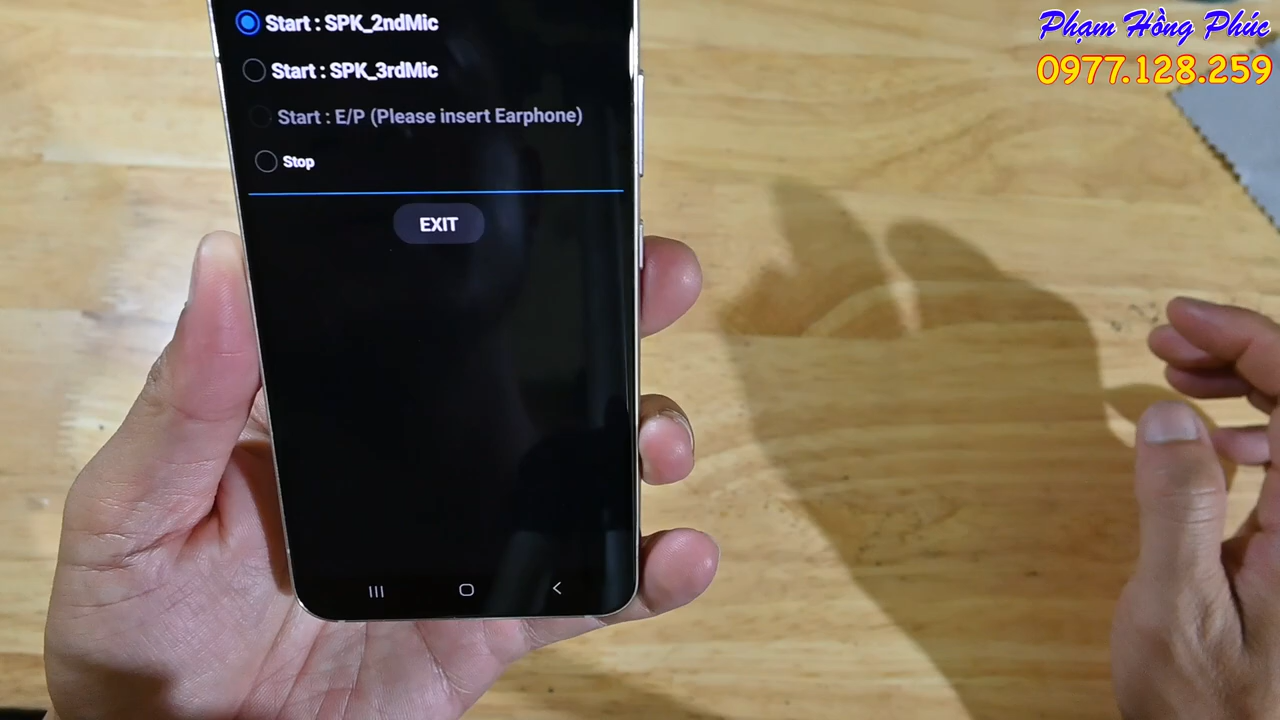 Phạm Hồng Phúc
0977.128.259
Start : SPK_2ndMic
Start : SPK_3rdMic
Start : E/P (Please insert Earphone)
Stop
EXIT